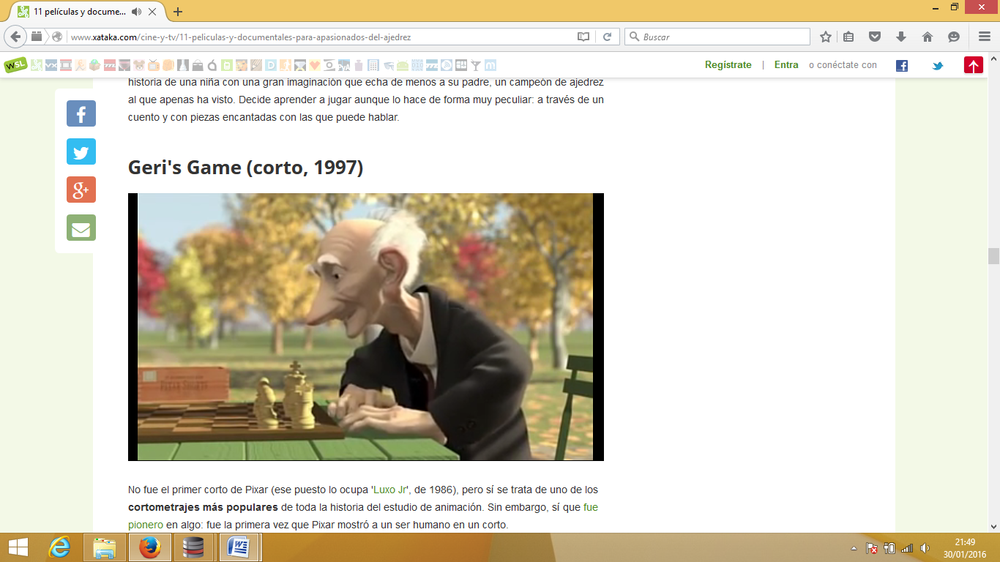 11 películas y docume...
www.xataka.com/cine-y-tv/11-peliculas-y-documentales-para-apasionados-del-ajedrez
Buscar
WSL
Regístrate | Entra o conéctate con
historia de una niña con una gran imaginación que echa de menos a su padre, un campeón de ajedrez
al que apenas ha visto. Decide aprender a jugar aunque lo hace de forma muy peculiar: a través de un
cuento y con piezas encantadas con las que puede hablar.
Geri's Game (corto, 1997)
PIXAR SHORTS
No fue el primer corto de Pixar (ese puesto lo ocupa 'Luxo Jr', de 1986), pero sí se trata de uno de los
cortometrajes más populares de toda la historia del estudio de animación. Sin embargo, sí que fue
pionero en algo: fue la primera vez que Pixar mostró a un ser humano en un corto.
21:49
30/01/2016